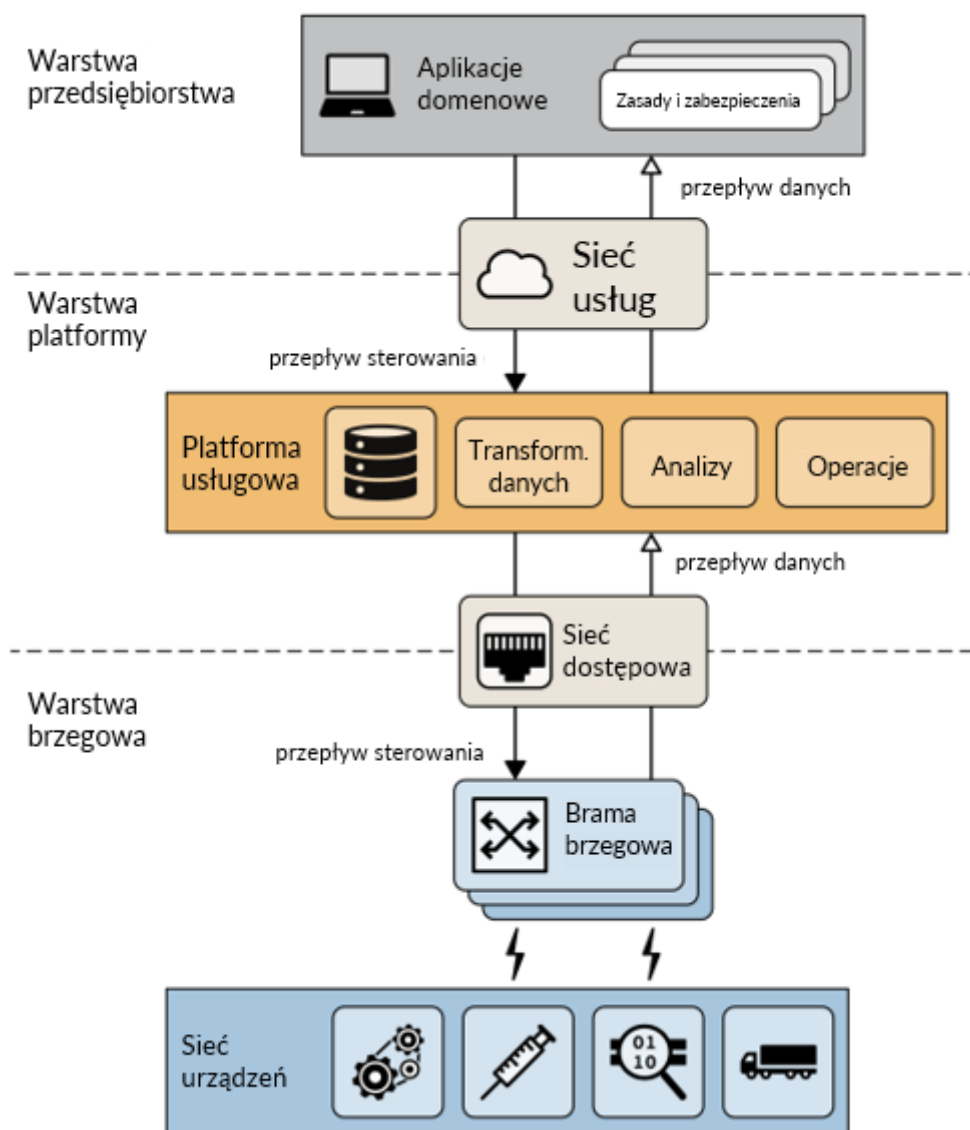 Warstwa
przedsiębiorstwa
Aplikacje
domenowe
Zasady i zabezpieczenia
przepływ danych
Sieć
usług
Warstwa
platformy
przepływ sterowania
Platforma
usługowa
Transform.
danych
Analizy
Operacje
przepływ danych
Sieć
dostępowa
Warstwa
brzegowa
przepływ sterowania
Brama
brzegowa
Sieć
urządzeń
01
10